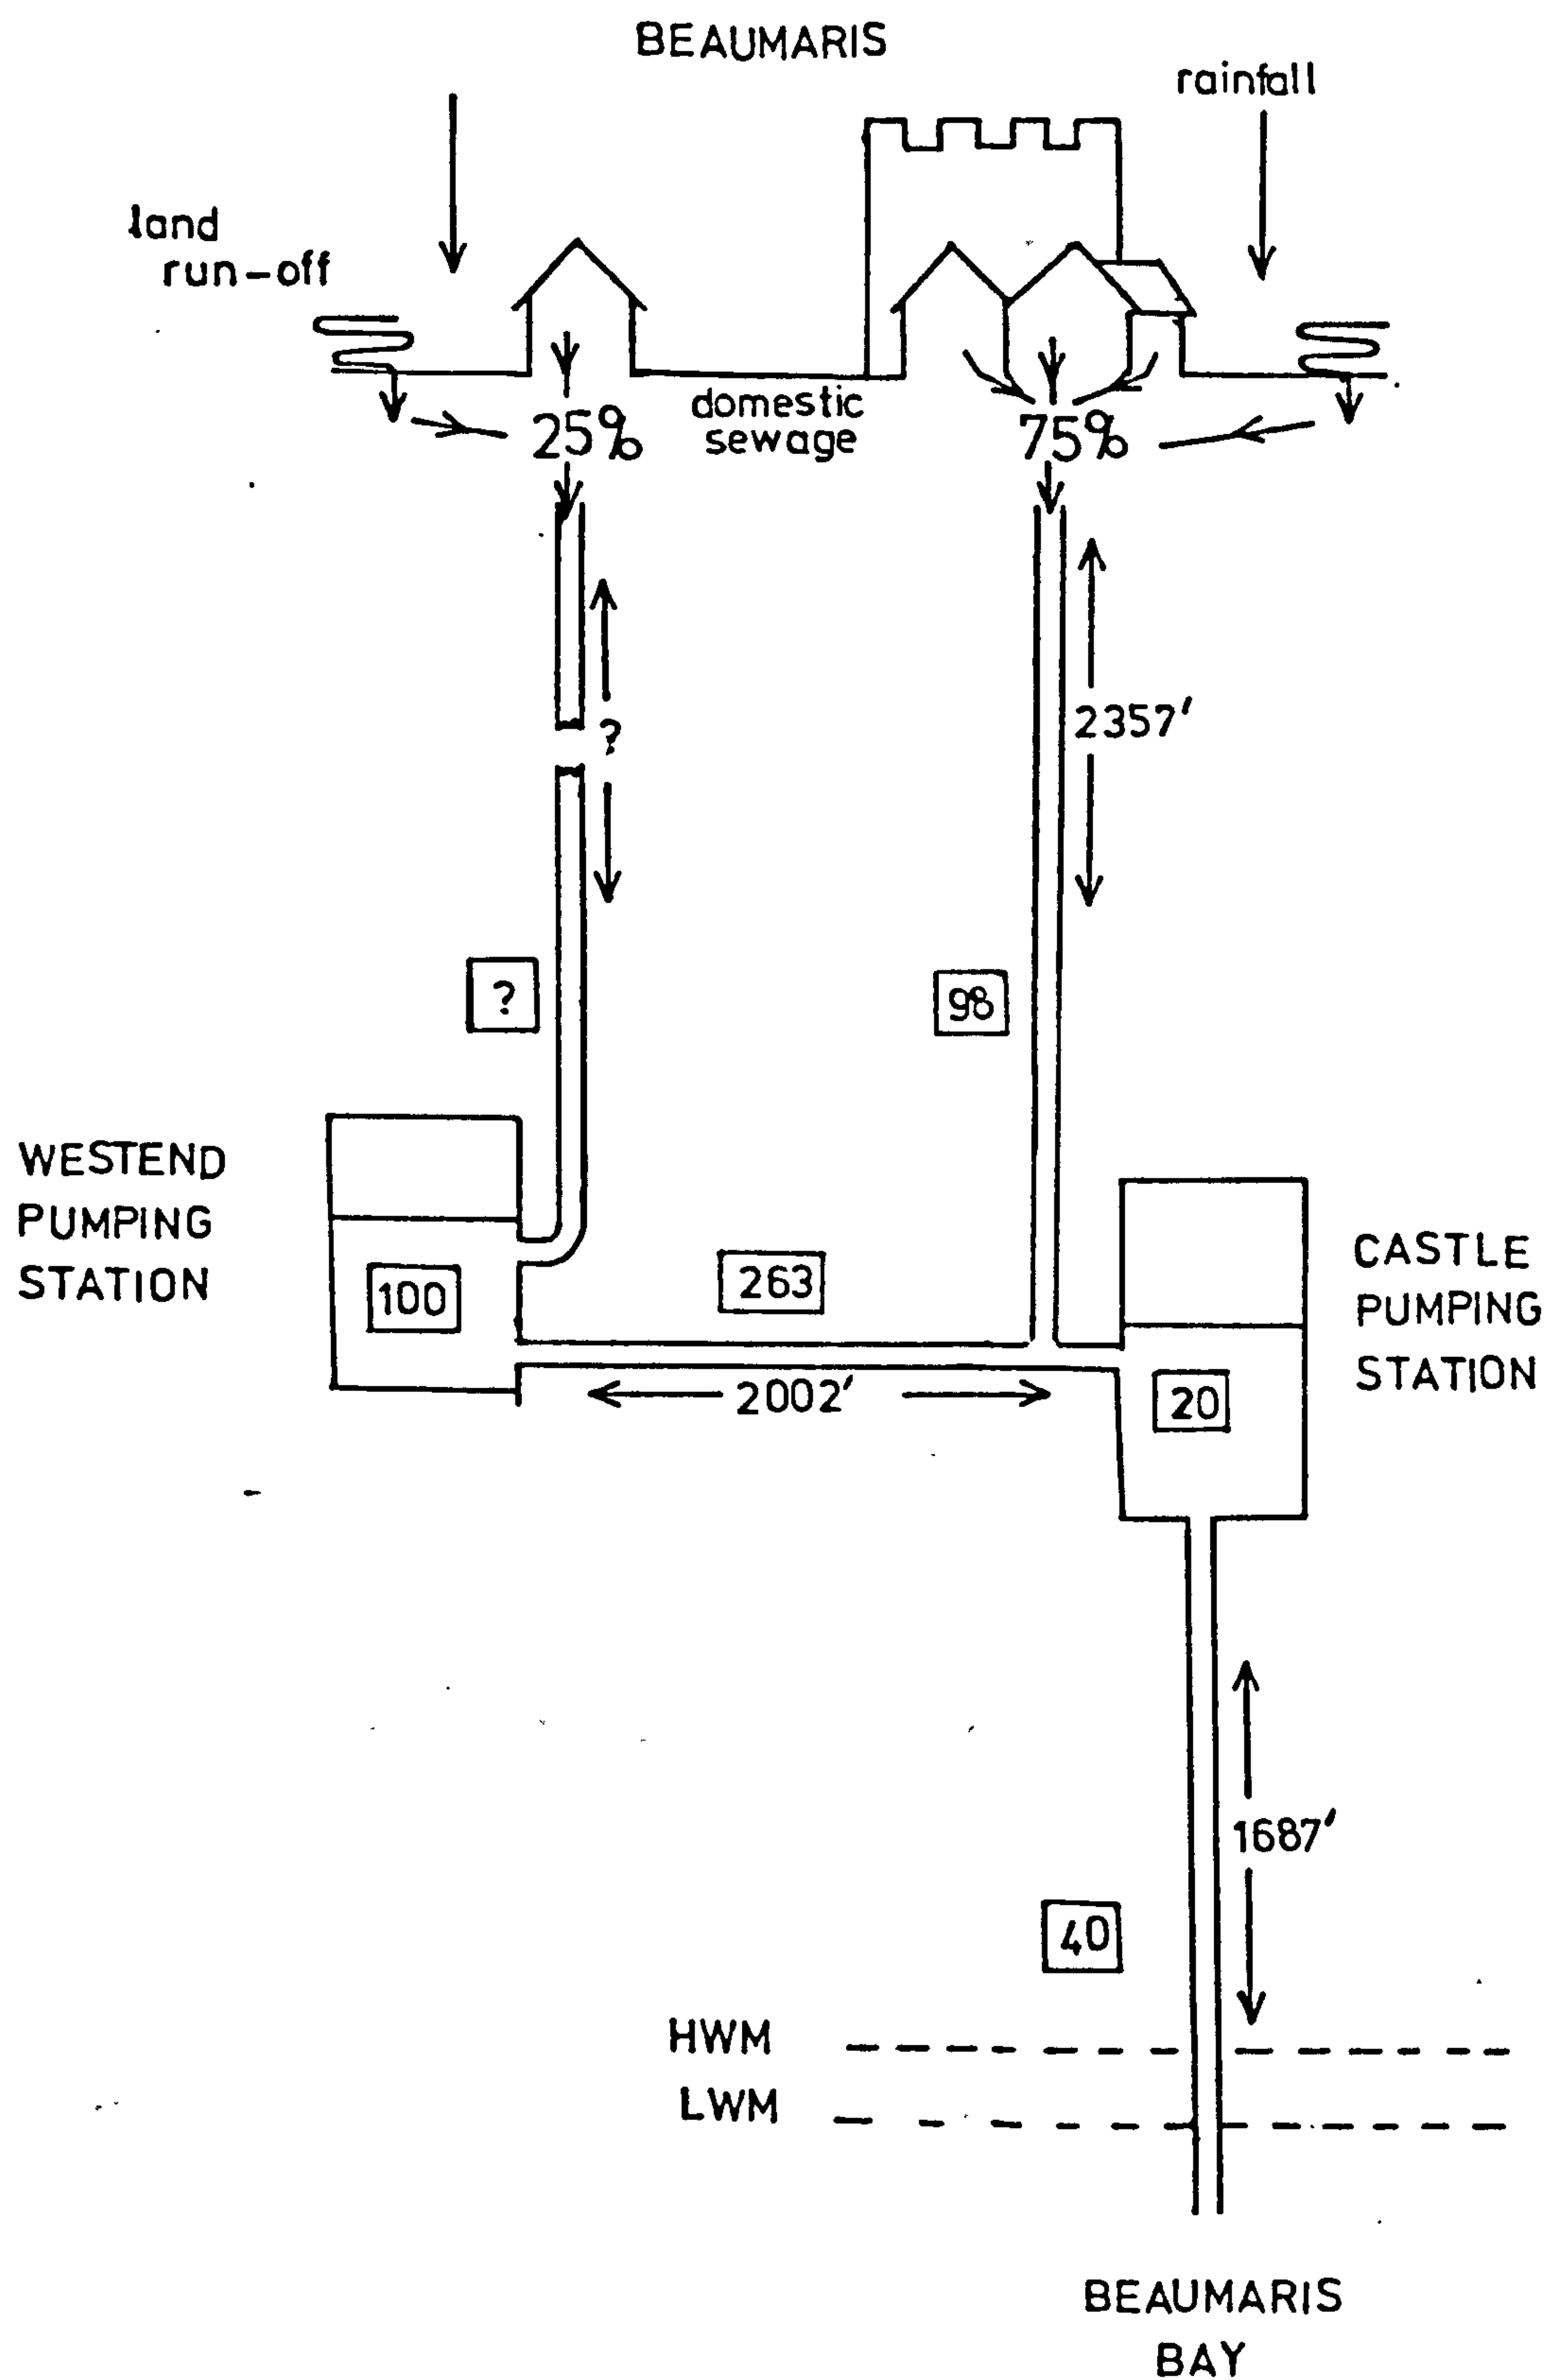 BEAUMARIS
rainfall
land
run-off
domestic
sewage
25%
75%
?
2357'
?
98
WESTEND
PUMPING
STATION
100
263
2002'
CASTLE
PUMPING
STATION
20
1687'
40
HWM
LWM
BEAUMARIS
BAY